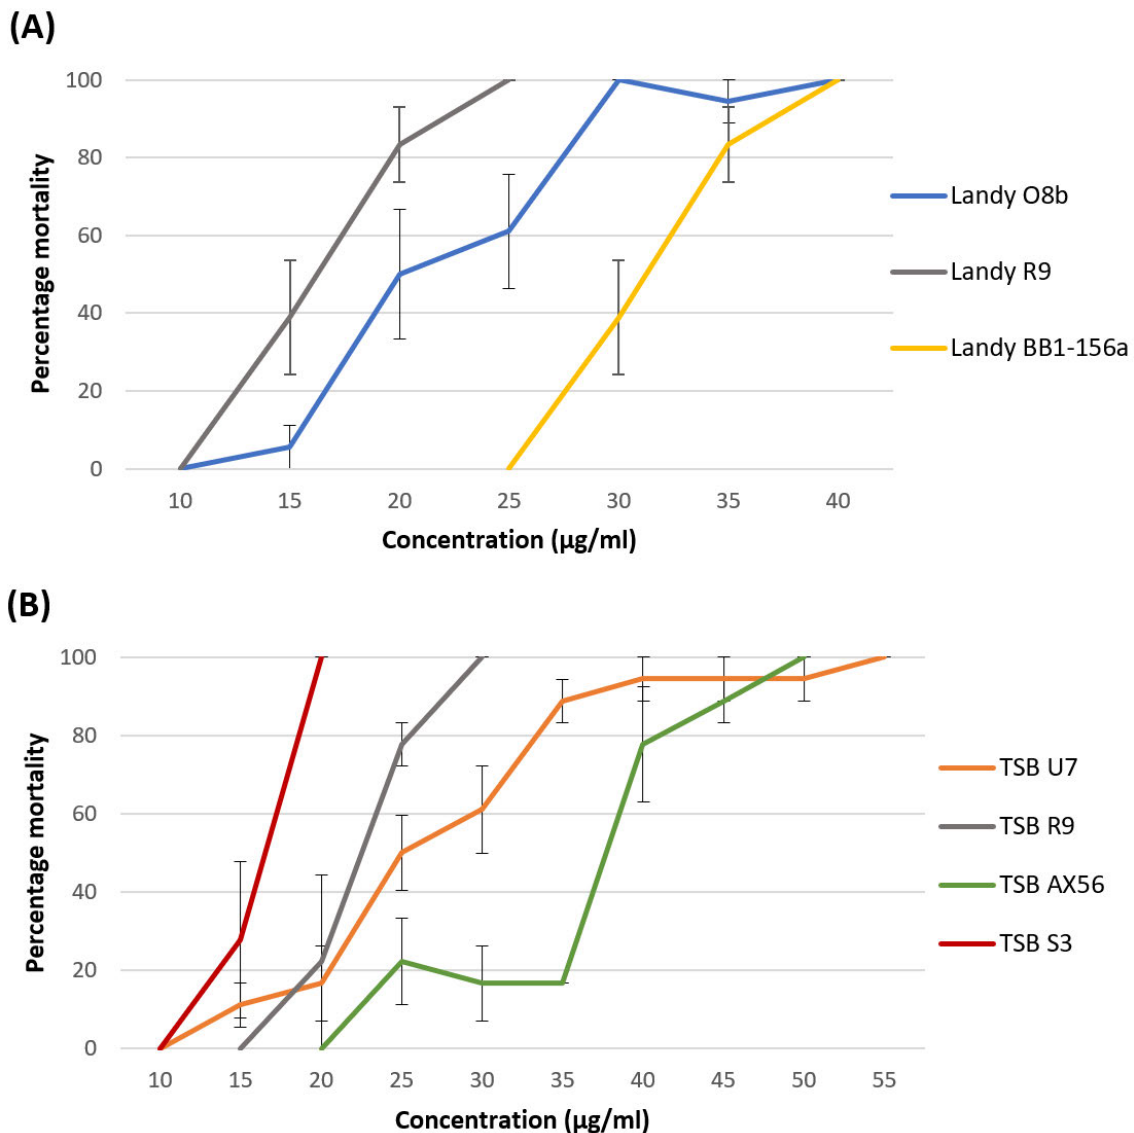 (A)
100
80
60
40
20
0
Percentage mortality
10 15 20 25 30 35 40
Concentration (µg/ml)
Landy O8b
Landy R9
Landy BB1-156a
(B)
100
80
60
40
20
0
Percentage mortality
10 15 20 25 30 35 40 45 50 55
Concentration (µg/ml)
TSB U7
TSB R9
TSB AX56
TSB S3